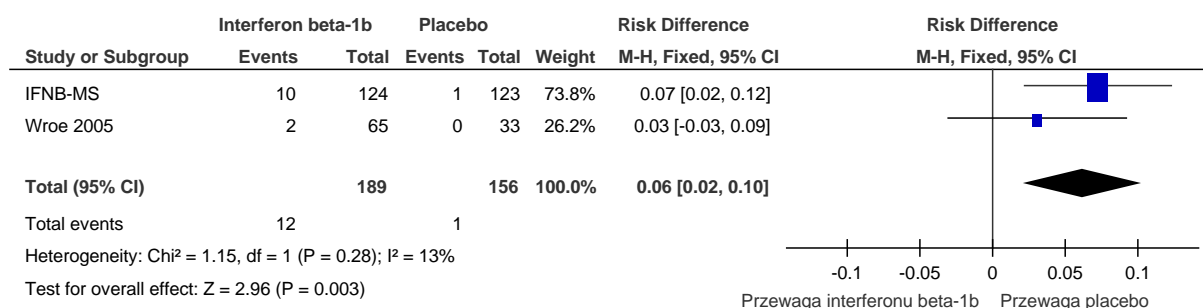 Interferon beta-1b Placebo Risk Difference Risk Difference
Study or Subgroup Events Total Events Total Weight M-H, Fixed, 95% CI M-H, Fixed, 95% CI
IFNB-MS 10 124 1 123 73.8% 0.07 [0.02, 0.12]
Wroe 2005 2 65 0 33 26.2% 0.03 [-0.03, 0.09]
Total (95% CI) 189 156 100.0% 0.06 [0.02, 0.10]
Total events 12 1
Heterogeneity: Chi² = 1.15, df = 1 (P = 0.28); I² = 13%
Test for overall effect: Z = 2.96 (P = 0.003)
-0.1 -0.05 0 0.05 0.1
Przewaga interferonu beta-1b Przewaga placebo